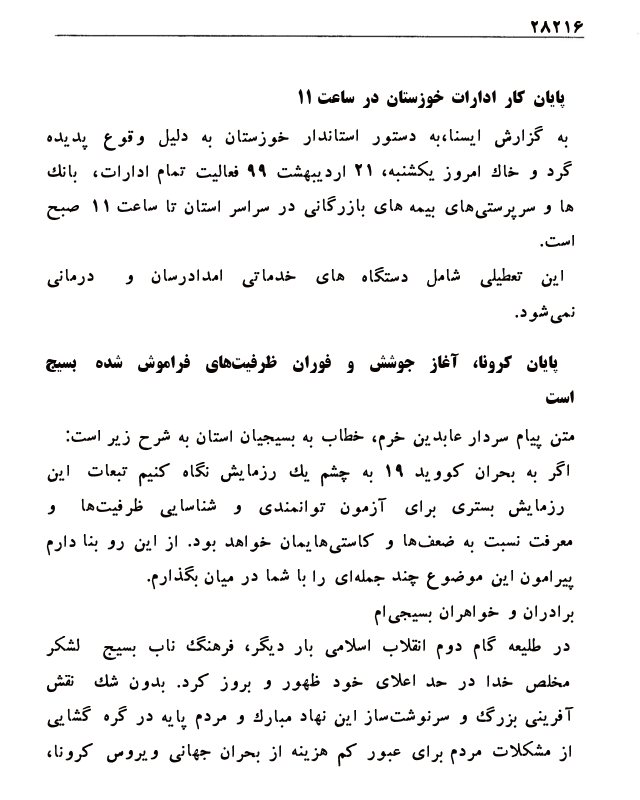 ۲۸۲۱۶
پایان کار ادارات خوزستان در ساعت ۱۱
به گزارش ایسنا،به دستور استاندار خوزستان به دلیل وقوع پدیده
گرد و خاك امروز یکشنبه، ۲۱ اردیبهشت ۹۹ فعالیت تمام ادارات، بانك
ها و سرپرستی‌های بیمه های بازرگانی در سراسر استان تا ساعت ۱۱ صبح
است.
این تعطیلی شامل دستگاه های خدماتی امدادرسان و درمانی
نمی‌شود.
پایان کرونا، آغاز جوشش و فوران ظرفیت‌های فراموش شده بسیج
است
متن پیام سردار عابدین خرم، خطاب به بسیجیان استان به شرح زیر است:
اگر به بحران کووید ۱۹ به چشم یك رزمایش نگاه کنیم تبعات این
رزمایش بستری برای آزمون توانمندی و شناسایی ظرفیت‌ها و
معرفت نسبت به ضعف‌ها و کاستی‌هایمان خواهد بود. از این رو بنا دارم
پیرامون این موضوع چند جمله‌ای را با شما در میان بگذارم.
برادران و خواهران بسیجی‌ام
در طلیعه گام دوم انقلاب اسلامی بار دیگر، فرهنگ ناب بسیج لشکر
مخلص خدا در حد اعلای خود ظهور و بروز کرد. بدون شك نقش
آفرینی بزرگ و سرنوشت‌ساز این نهاد مبارك و مردم پایه در گره گشایی
از مشکلات مردم برای عبور کم هزینه از بحران جهانی ویروس کرونا،